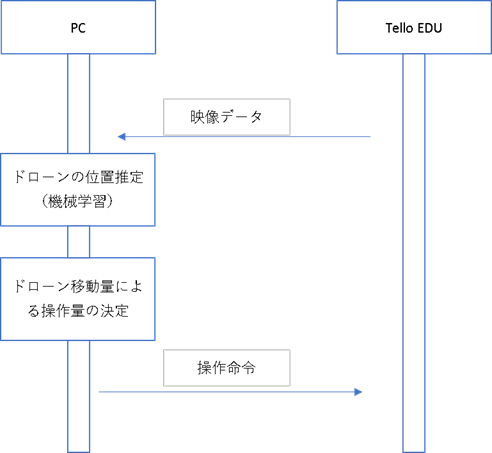 PC
Tello EDU
映像データ
ドローンの位置推定
（機械学習）
ドローン移動量によ
る操作量の決定
操作命令